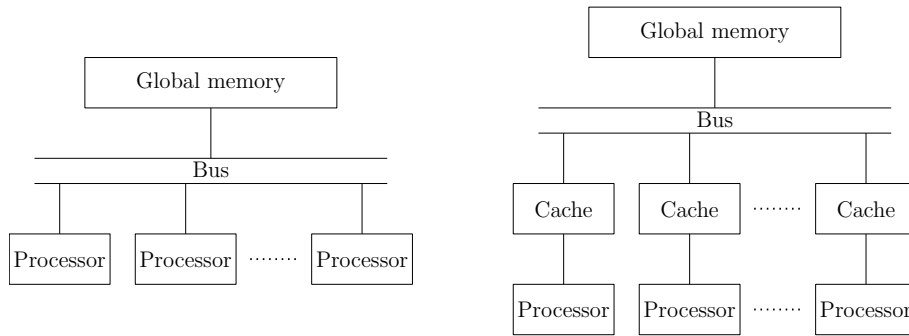 Global memory
Bus
Processor Processor ........ Processor
Global memory
Bus
Cache Cache ........ Cache
Processor Processor ........ Processor